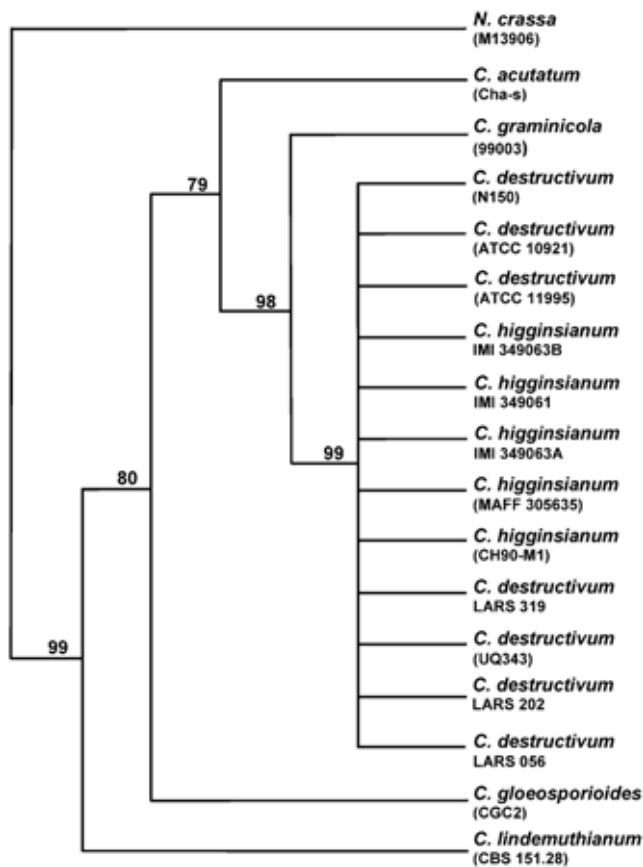 N. crassa
(M13906)
C. acutatum
(Cha-s)
C. graminicola
(99003)
79
C. destructivum
(N150)
C. destructivum
(ATCC 10921)
C. destructivum
(ATCC 11995)
98
C. higginsianum
IMI 349063B
C. higginsianum
IMI 349061
C. higginsianum
IMI 349063A
99
C. higginsianum
(MAFF 305635)
80
C. higginsianum
(CH90-M1)
C. destructivum
LARS 319
C. destructivum
(UQ343)
99
C. destructivum
LARS 202
C. destructivum
LARS 056
C. gloeosporioides
(CGC2)
C. lindemuthianum
(CBS 151.28)